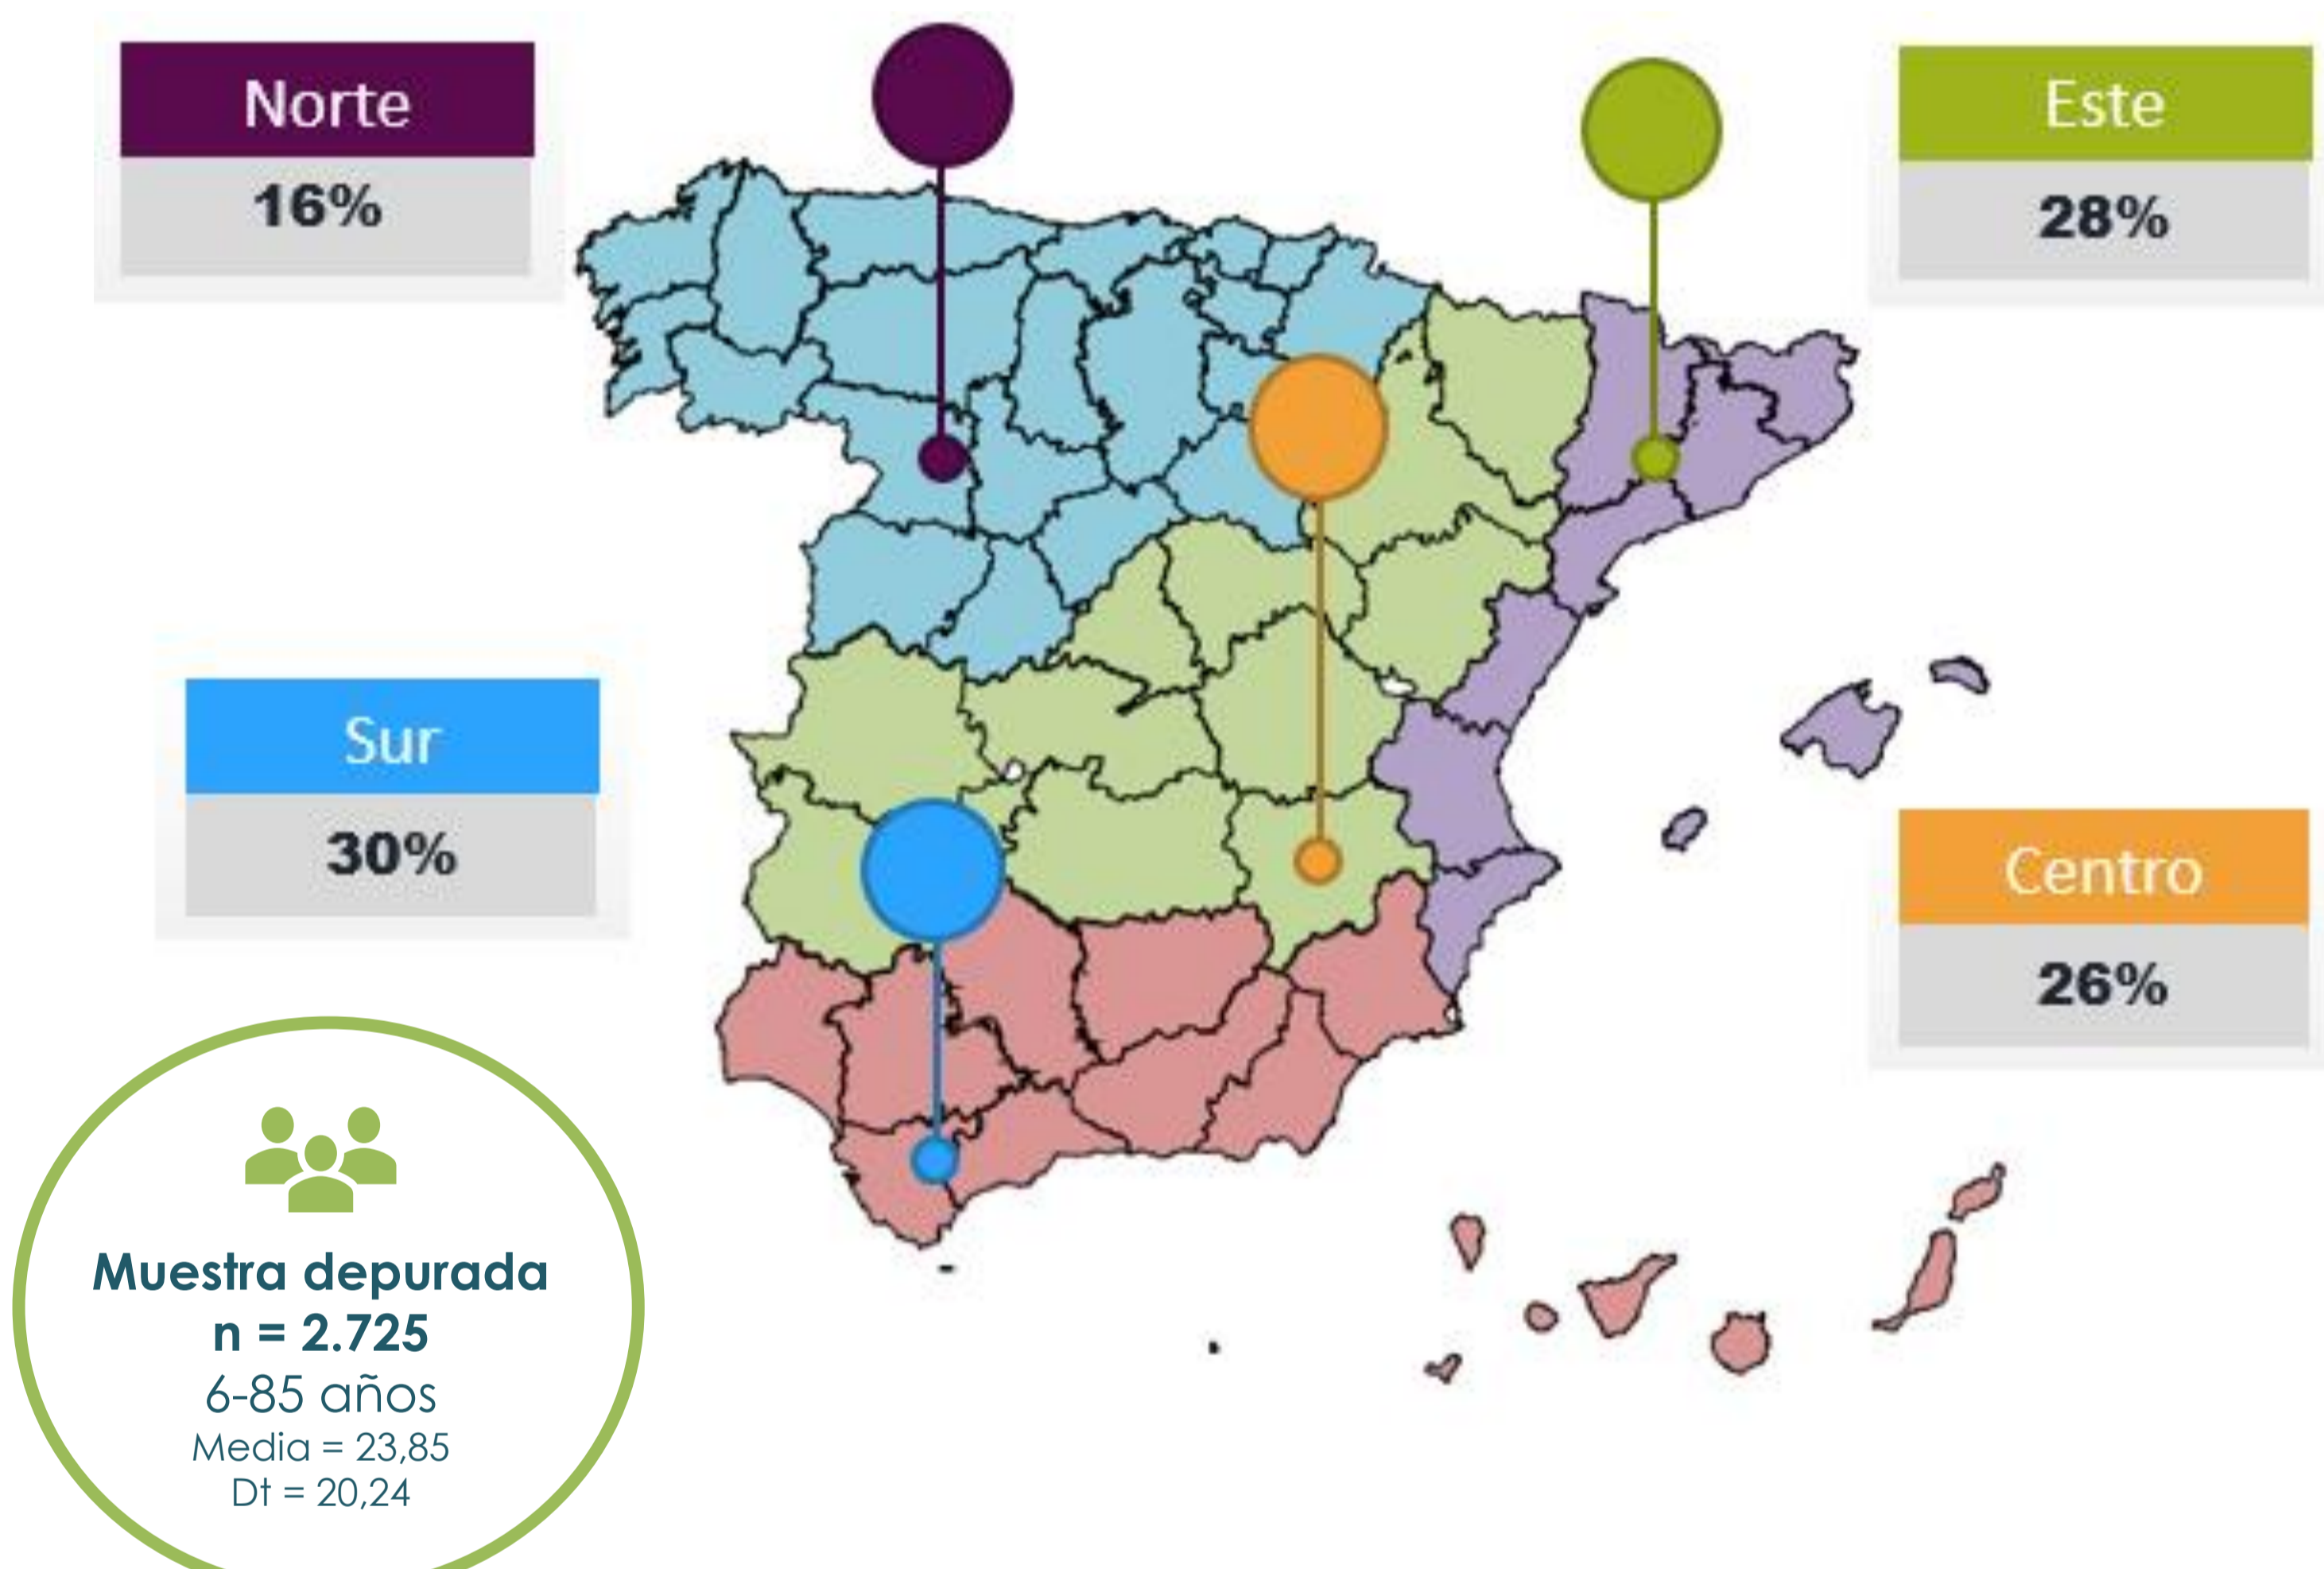 Norte
16%
Este
28%
Sur
30%
Centro
26%
Muestra depurada
n = 2.725
6-85 años
Media = 23,85
Dt = 20,24